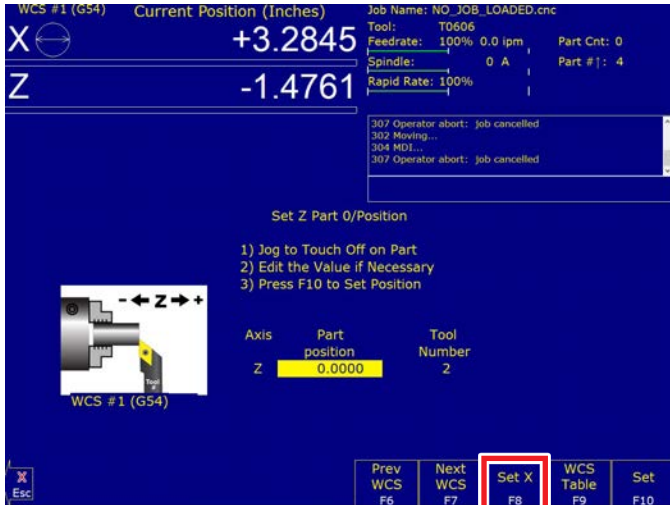 WCS #1 (G54) Current Position (Inches)
X +3.2845
Z -1.4761
Job Name: NO_JOB_LOADED.cnc
Tool: T0606
Feedrate: 100% 0.0 ipm Part Cnt: 0
Spindle: 0 A Part #↑: 4
Rapid Rate: 100%
307 Operator abort: job cancelled
302 Moving...
304 MDI...
307 Operator abort: job cancelled
Set Z Part 0/Position
1) Jog to Touch Off on Part
2) Edit the Value if Necessary
3) Press F10 to Set Position
- Z +
Tool
#
WCS #1 (G54)
Axis Part position Tool Number
Z 0.0000 2
X Esc
Prev WCS F6
Next WCS F7
Set X F8
WCS Table F9
Set F10